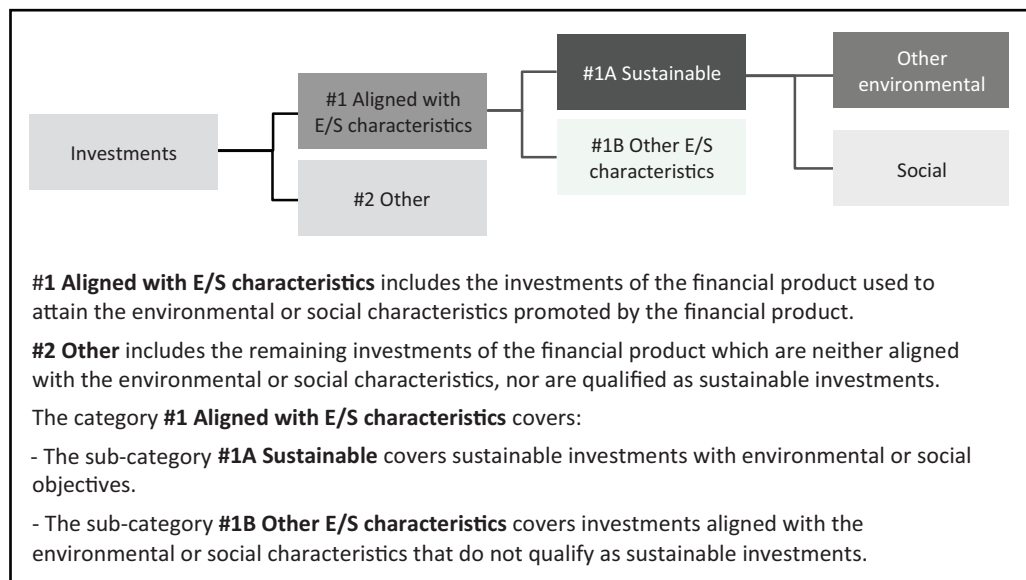 Investments
#1 Aligned with
E/S characteristics
#2 Other
#1A Sustainable
#1B Other E/S
characteristics
Other
environmental
Social
#1 Aligned with E/S characteristics includes the investments of the financial product used to
attain the environmental or social characteristics promoted by the financial product.
#2 Other includes the remaining investments of the financial product which are neither aligned
with the environmental or social characteristics, nor are qualified as sustainable investments.
The category #1 Aligned with E/S characteristics covers:
- The sub-category #1A Sustainable covers sustainable investments with environmental or social
objectives.
- The sub-category #1B Other E/S characteristics covers investments aligned with the
environmental or social characteristics that do not qualify as sustainable investments.